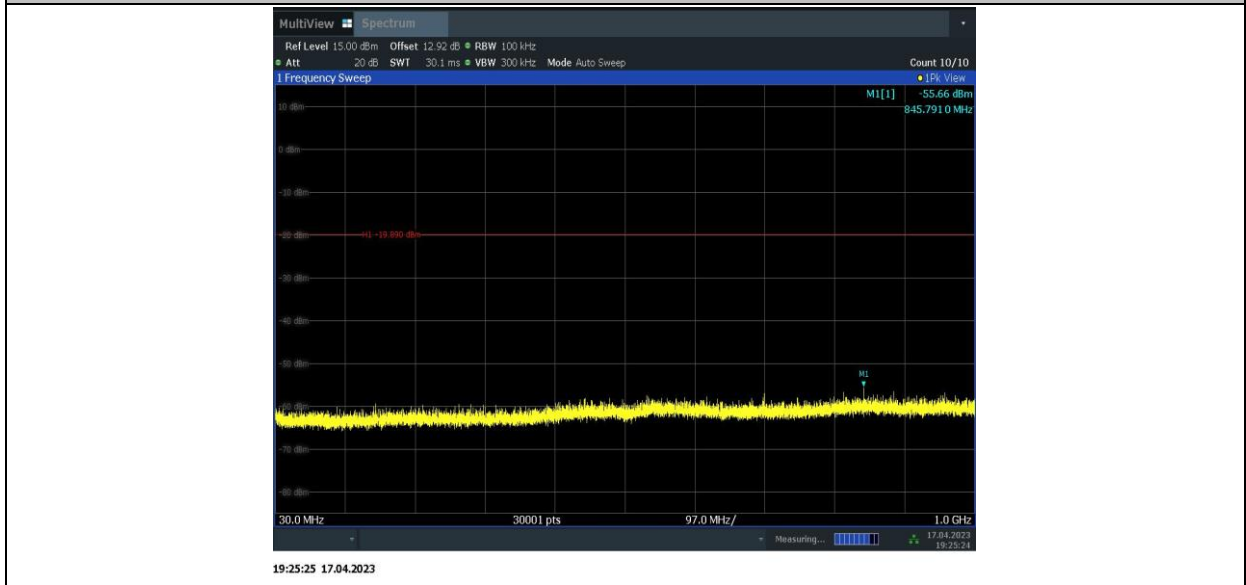 MultiView Spectrum
Ref Level 15.00 dBm Offset 12.92 dB RBW 100 kHz
Att 20 dB SWT 30.1 ms VBW 300 kHz Mode Auto Sweep Count 10/10
1 Frequency Sweep 1Pk View
M1[1] -55.66 dBm
10 dBm
845.7910 MHz
0 dBm
-10 dBm
-20 dBm H1 -19.890 dBm
-30 dBm
-40 dBm
-50 dBm
M1
-60 dBm
-70 dBm
-80 dBm
30.0 MHz 30001 pts 97.0 MHz/ 1.0 GHz
Measuring... 17.04.2023
19:25:24
19:25:25 17.04.2023